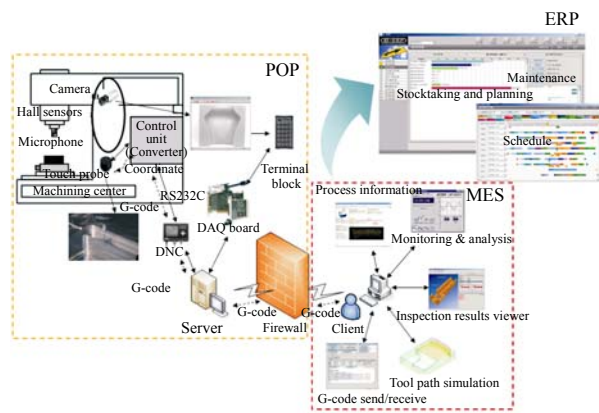 ERP
POP
Camera
Hall sensors
Microphone
Touch probe
Machining center
Control
unit
(Converter)
Coordinate
RS232C
G-code
Terminal
block
DAQ board
DNC
G-code
Server
G-code
Firewall
Maintenance
Stocktaking and planning
Schedule
Process information
MES
Monitoring & analysis
G-code
Client
Inspection results viewer
Tool path simulation
G-code send/receive